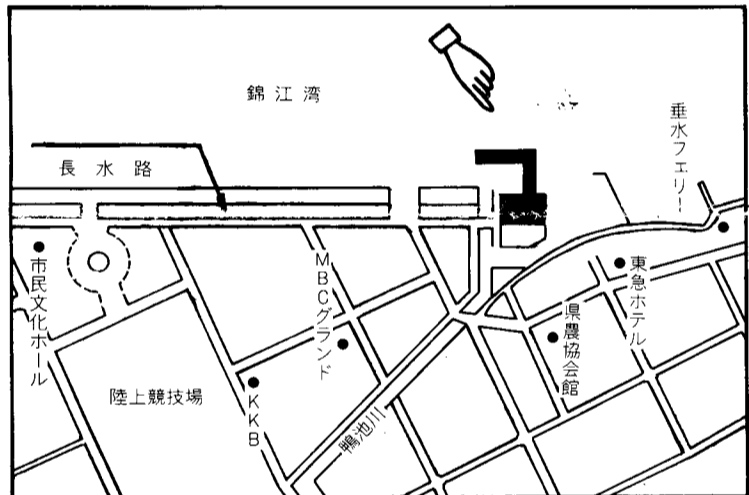 錦江湾
垂水フェリー
長水路
市民文化ホール
MBCグランド
東急ホテル
県農協会館
陸上競技場
KKB
鴨池川